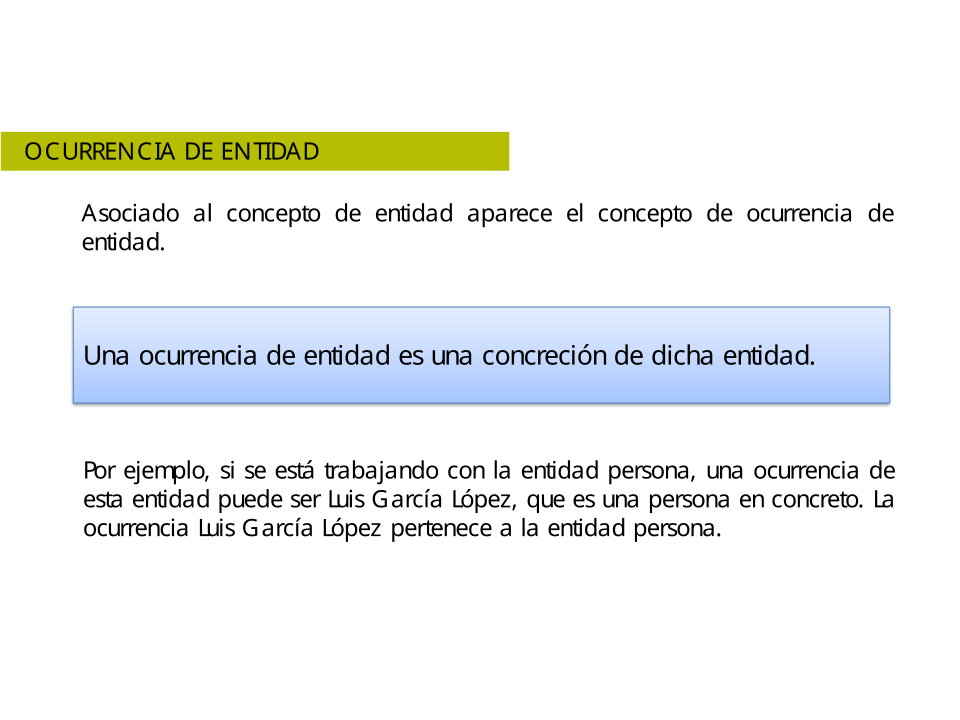 OCURRENCIA DE ENTIDAD
Asociado al concepto de entidad aparece el concepto de ocurrencia de
entidad.
Una ocurrencia de entidad es una concreción de dicha entidad.
Por ejemplo, si se está trabajando con la entidad persona, una ocurrencia de
esta entidad puede ser Luis García López, que es una persona en concreto. La
ocurrencia Luis García López pertenece a la entidad persona.